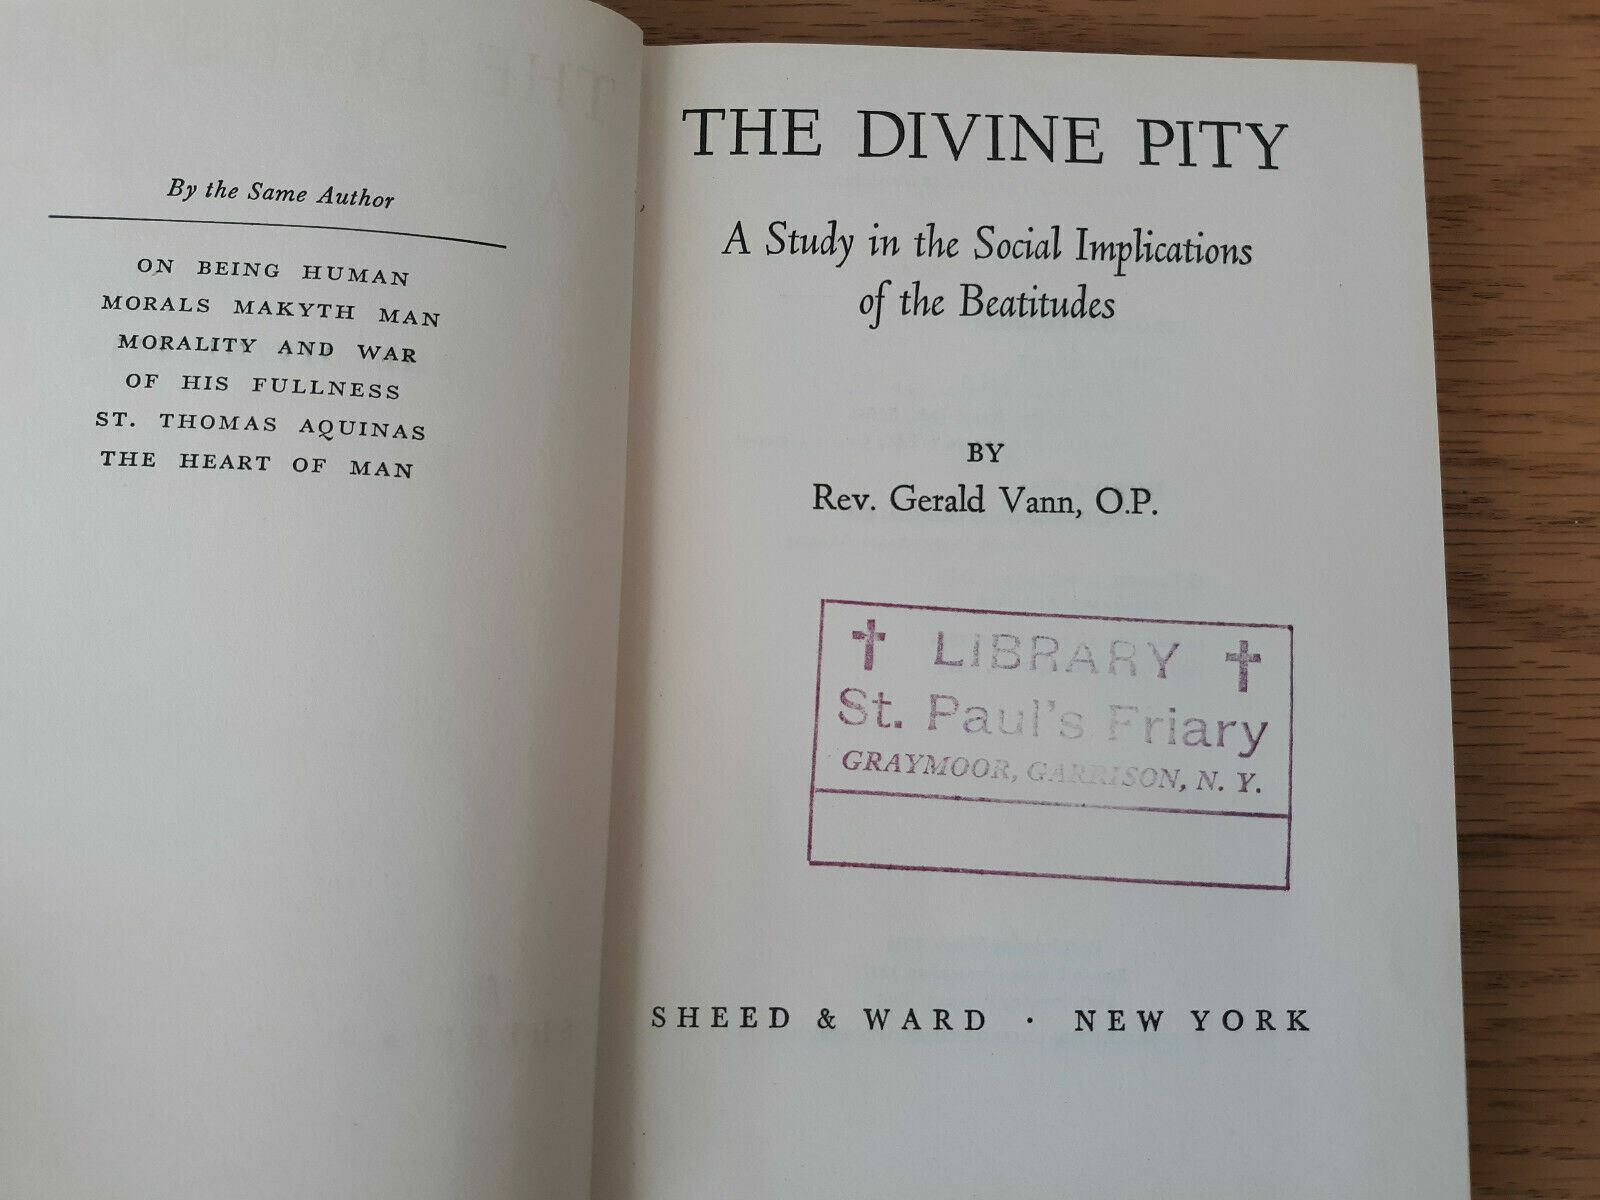 By the Same Author
ON BEING HUMAN
MORALS MAKYTH MAN
MORALITY AND WAR
OF HIS FULLNESS
ST. THOMAS AQUINAS
THE HEART OF MAN
THE DIVINE PITY
A Study in the Social Implications
of the Beatitudes
BY
Rev. Gerald Vann, O.P.
LIBRARY
St. Paul's Friary
GRAYMOOR, GARRISON, N. Y.
SHEED & WARD · NEW YORK